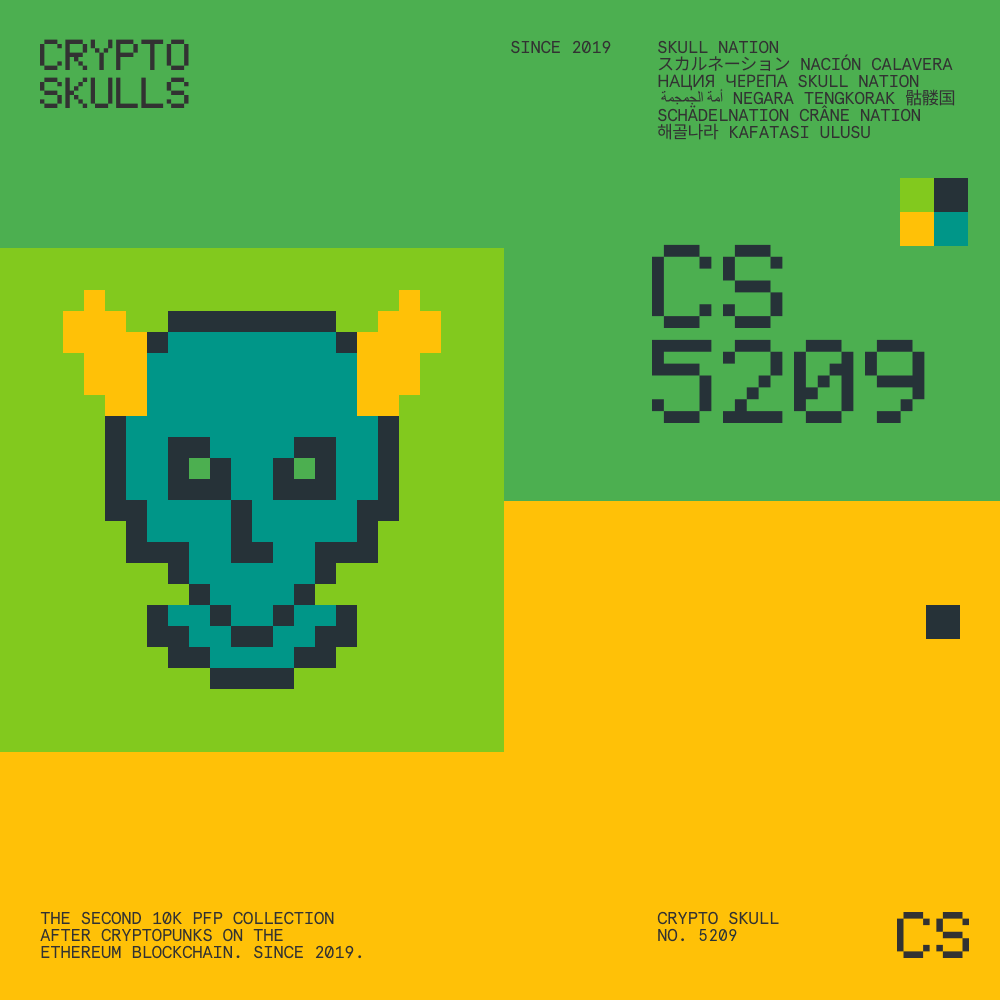 CRYPTO
SKULLS
SINCE 2019
SKULL NATION
スカルネーション NACIÓN CALAVERA
НАЦИЯ ЧЕРЕПА SKULL NATION
أمة الجمجمة NEGARA TENGKORAK 骷髅国
SCHÄDELNATION CRÂNE NATION
해골나라 KAFATASI ULUSU
CS
5209
THE SECOND 10K PFP COLLECTION
AFTER CRYPTOPUNKS ON THE
ETHEREUM BLOCKCHAIN. SINCE 2019.
CRYPTO SKULL
NO. 5209
CS